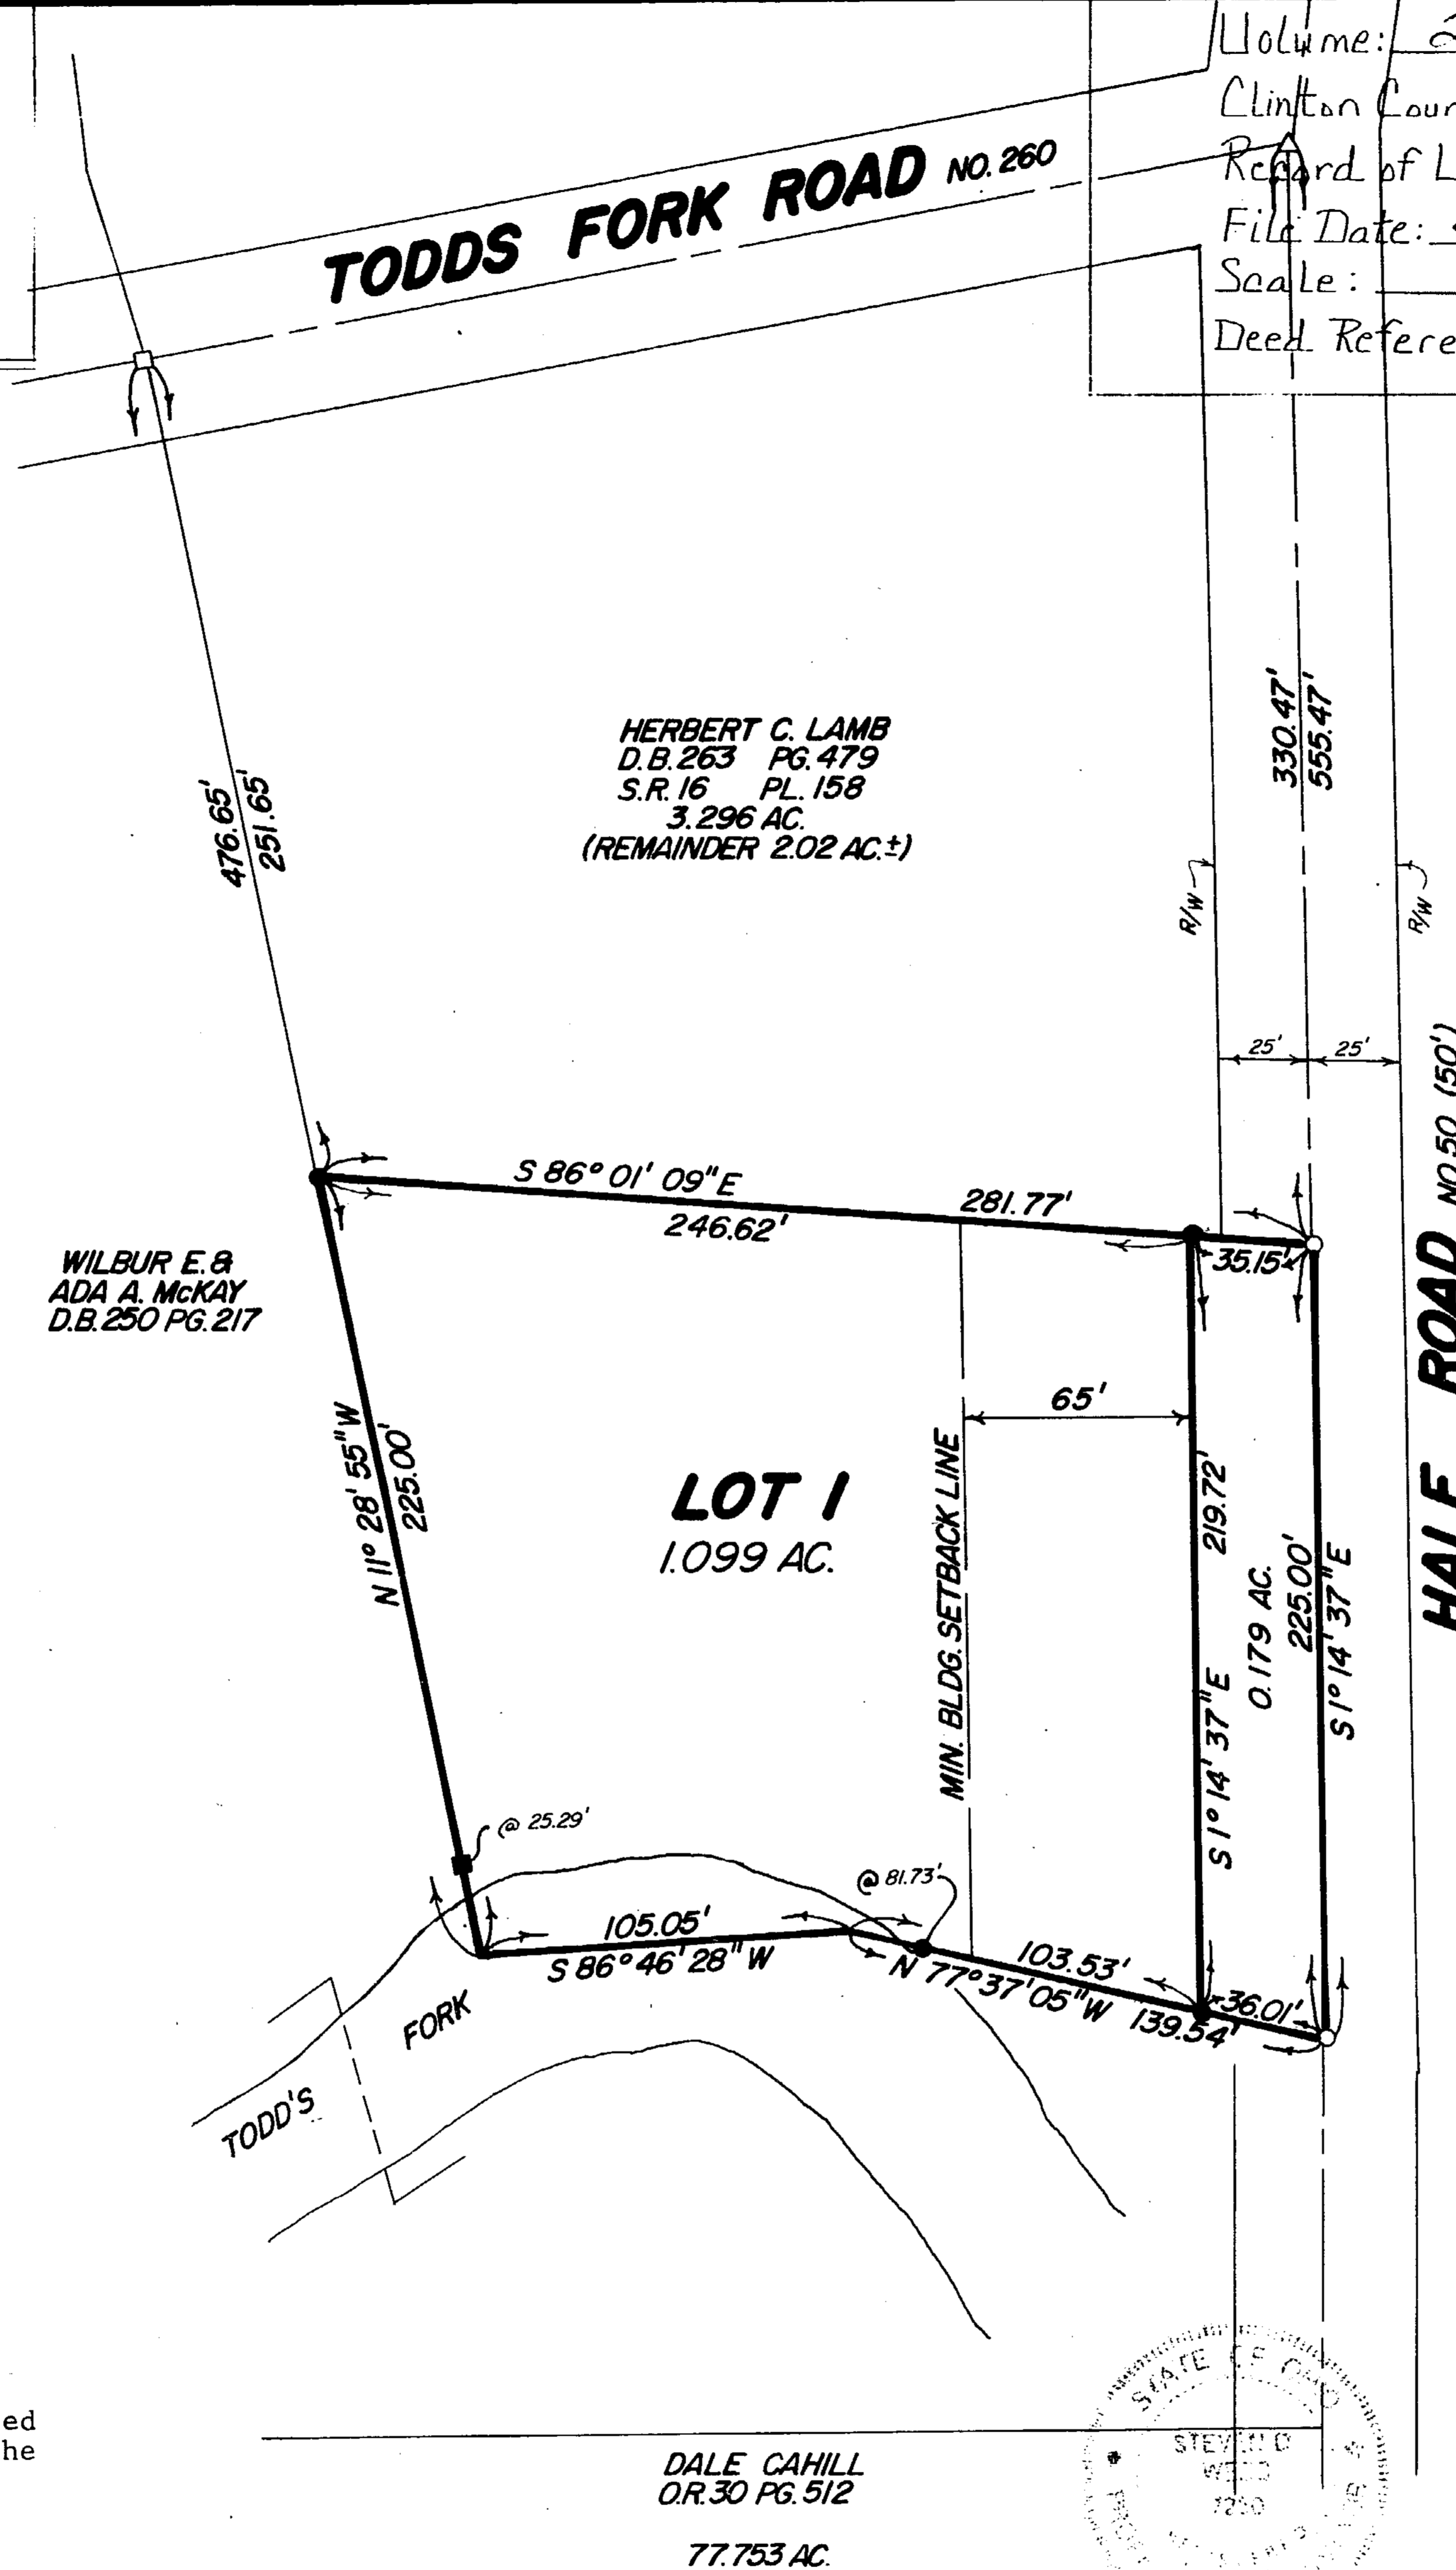 Volume:
Clinton
Record of L
File Date:
Scale:
Deed
TODDS FORK ROAD NO. 260
HERBERT C. LAMB
D.B. 263 PG. 479
S.R. 16 PL. 158
3.296 AC.
(REMAINDER 2.02 AC.±)
476.65'
251.65'
330.47'
555.47'
R/W
R/W
25'
25'
HALE ROAD NO. 50 (50')
S 86° 01' 09" E
281.77'
246.62'
35.15'
WILBUR E. &
ADA A. McKAY
D.B. 250 PG. 217
N 11° 28' 55" W
225.00'
65'
LOT 1
1.099 AC.
MIN. BLDG. SETBACK LINE
219.72'
S 1° 14' 37" E
0.179 AC.
225.00'
S 1° 14' 37" E
@ 25.29'
@ 81.73'
105.05'
S 86° 46' 28" W
103.53'
N 77° 37' 05" W
139.54'
36.01'
TODD'S FORK
STATE OF OHIO
STEVEN D
DALE CAHILL
O.R. 30 PG. 512
77.753 AC.
ed
he